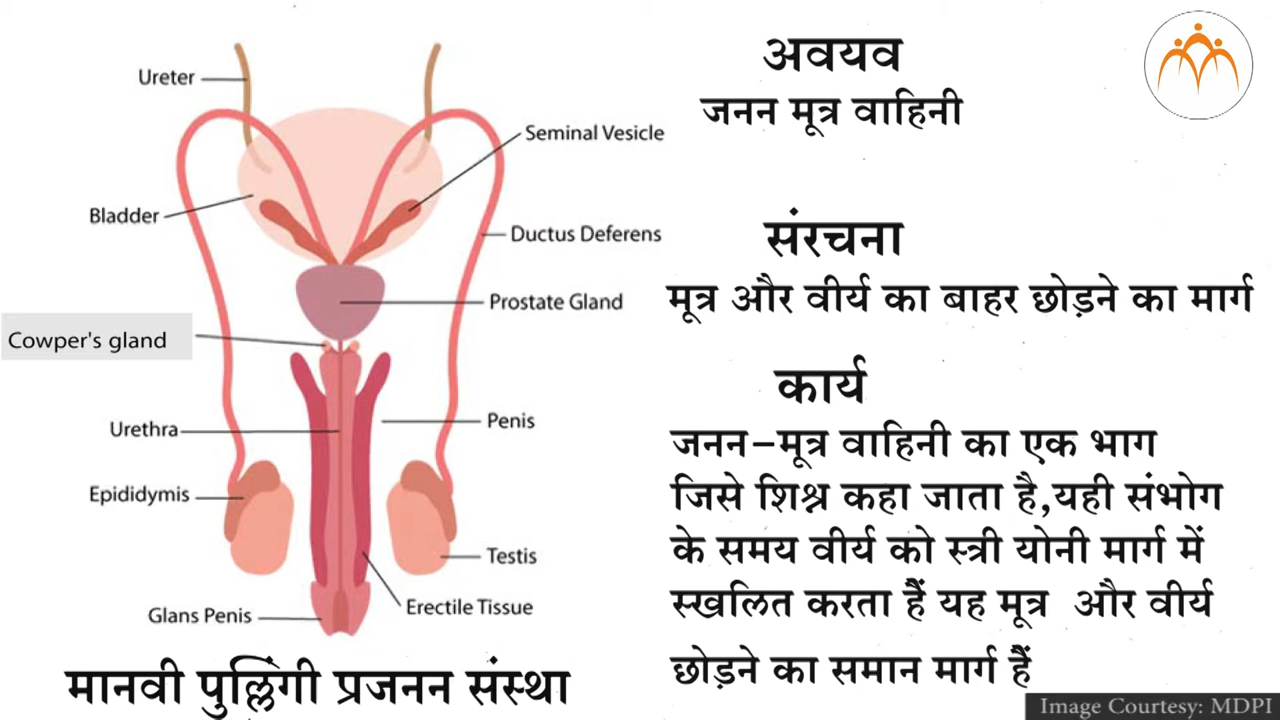 Ureter
Seminal Vesicle
Bladder
Ductus Deferens
Prostate Gland
Cowper's gland
Urethra
Penis
Epididymis
Testis
Erectile Tissue
Glans Penis
मानवी पुल्लिंगी प्रजनन संस्था
अवयव
जनन मूत्र वाहिनी
संरचना
मूत्र और वीर्य का बाहर छोड़ने का मार्ग
कार्य
जनन-मूत्र वाहिनी का एक भाग
जिसे शिश्न कहा जाता है,यही संभोग
के समय वीर्य को स्त्री योनी मार्ग में
स्खलित करता हैं यह मूत्र और वीर्य
छोड़ने का समान मार्ग हैं
Image Courtesy: MDPI